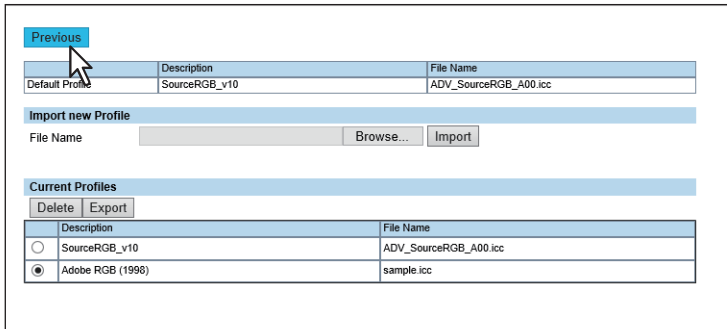 Previous
Description File Name
Default Profile SourceRGB_v10 ADV_SourceRGB_A00.icc
Import new Profile
File Name Browse... Import
Current Profiles
Delete Export
Description File Name
SourceRGB_v10 ADV_SourceRGB_A00.icc
Adobe RGB (1998) sample.icc